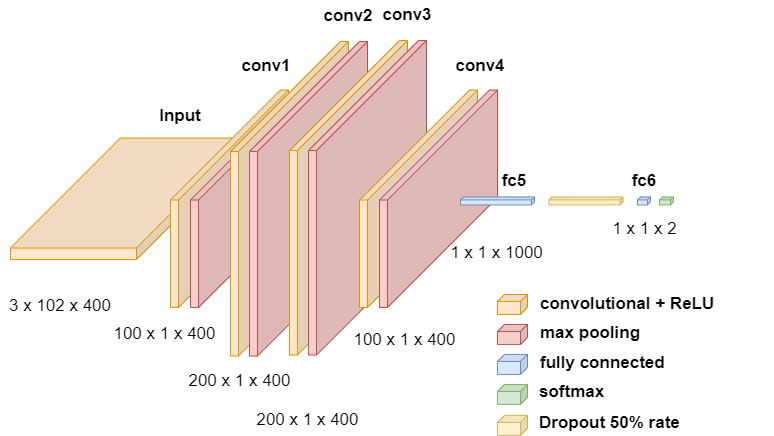 conv2
conv3
conv1
conv4
Input
fc5
fc6
1 x 1 x 2
1 x 1 x 1000
3 x 102 x 400
100 x 1 x 400
100 x 1 x 400
200 x 1 x 400
200 x 1 x 400
convolutional + ReLU
max pooling
fully connected
softmax
Dropout 50% rate